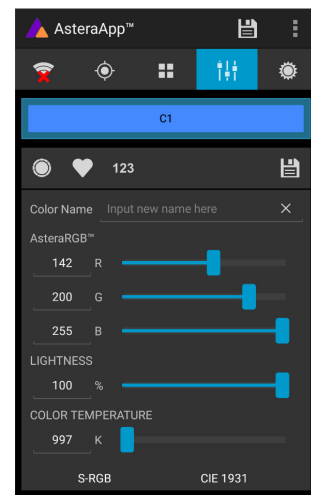 AsteraApp™
C1
123
Color Name Input new name here
AsteraRGB™
142 R
200 G
255 B
LIGHTNESS
100 %
COLOR TEMPERATURE
997 K
S-RGB CIE 1931